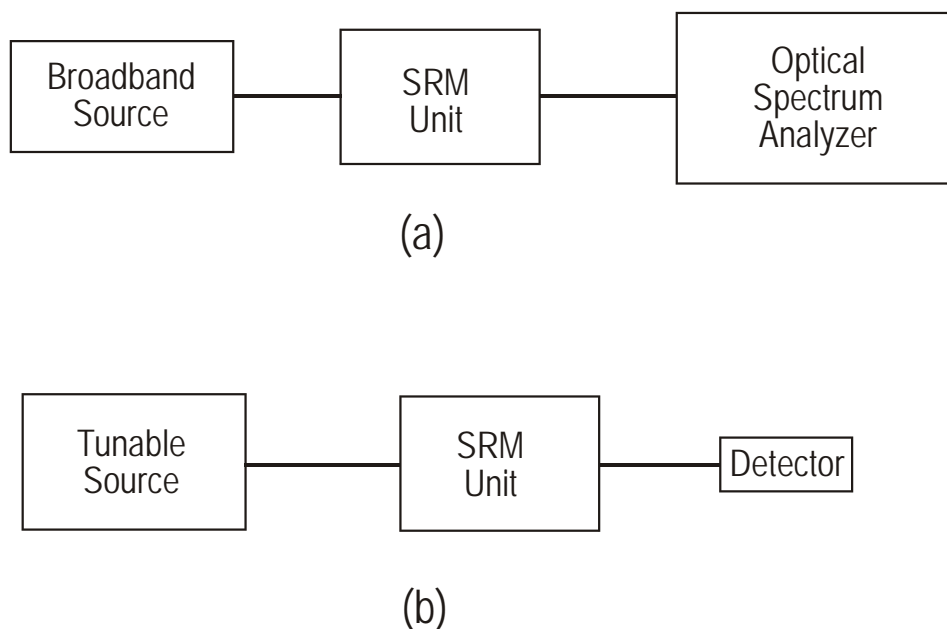 Broadband
Source
SRM
Unit
Optical
Spectrum
Analyzer
(a)
Tunable
Source
SRM
Unit
Detector
(b)